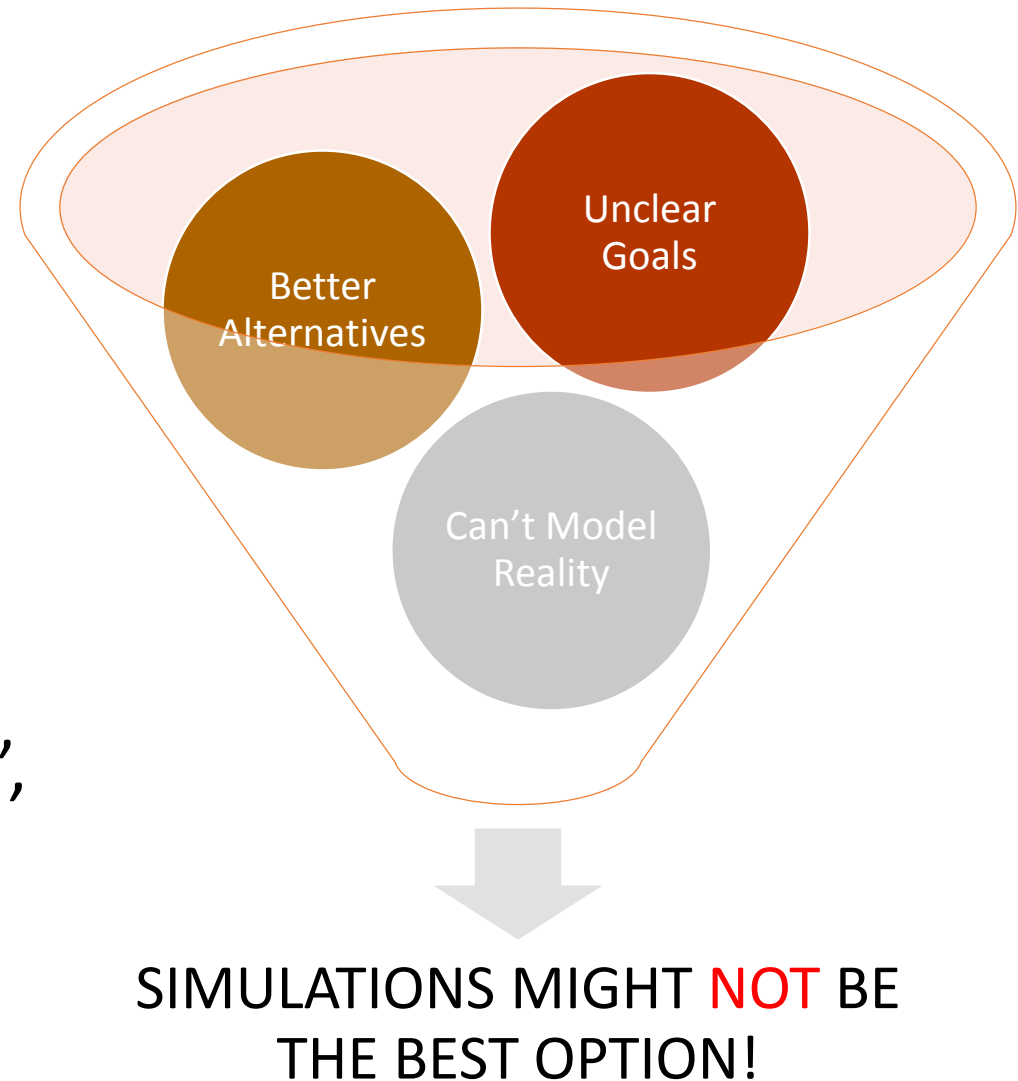 Unclear
Goals
Better
Alternatives
Can’t Model
Reality
”,
SIMULATIONS MIGHT NOT BE
THE BEST OPTION!